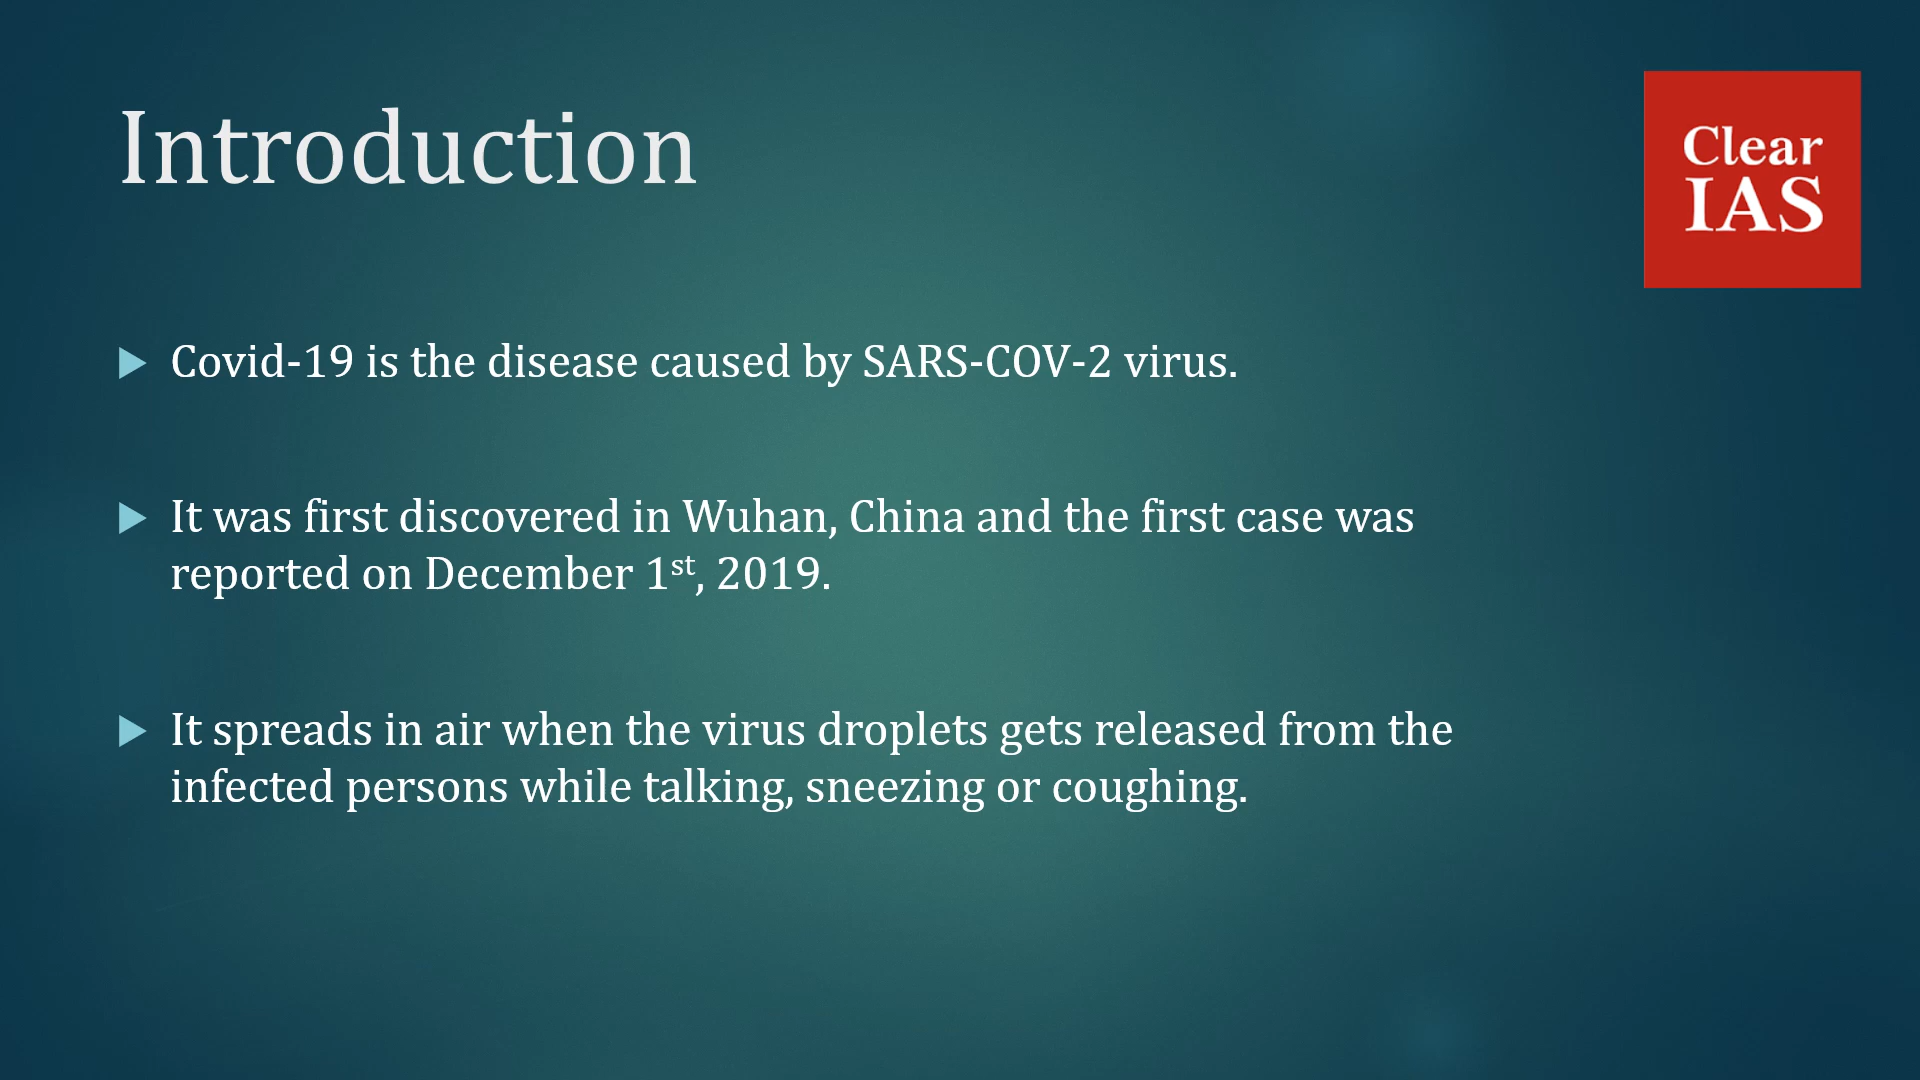 Introduction
Clear
IAS
Covid-19 is the disease caused by SARS-COV-2 virus.
It was first discovered in Wuhan, China and the first case was
reported on December 1st, 2019.
It spreads in air when the virus droplets gets released from the
infected persons while talking, sneezing or coughing.